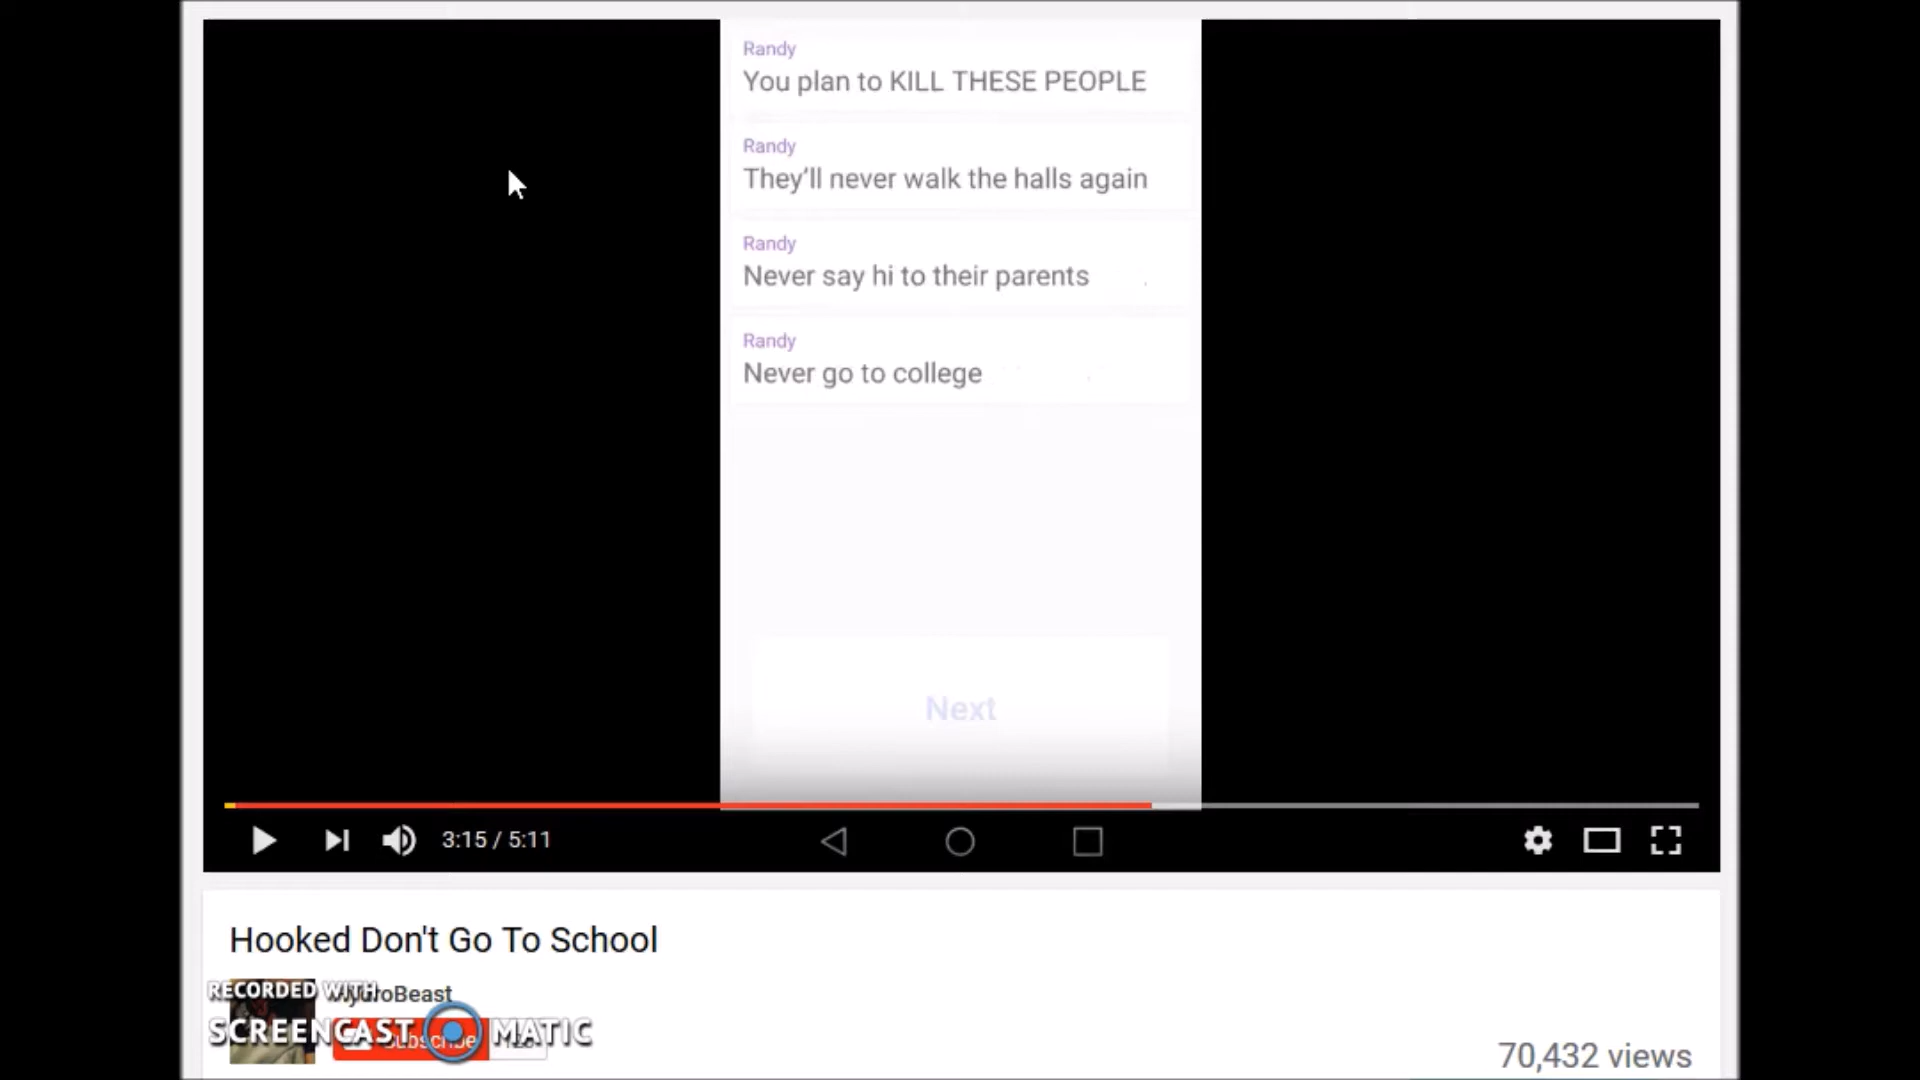 Randy
You plan to KILL THESE PEOPLE
Randy
They'll never walk the halls again
Randy
Never say hi to their parents
Randy
Never go to college
Next
3:15 / 5:11
Hooked Don't Go To School
RECORDED WITH
SCREENCAST MATIC
Subscribe
70,432 views